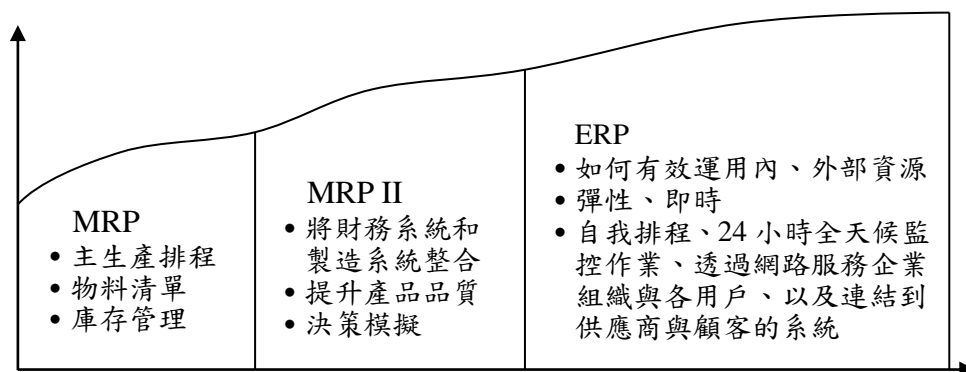 MRP
• 主生產排程
• 物料清單
• 庫存管理
MRP II
• 將財務系統和
製造系統整合
• 提升產品品質
• 決策模擬
ERP
• 如何有效運用內、外部資源
• 彈性、即時
• 自我排程、24 小時全天候監
控作業、透過網路服務企業
組織與各用戶、以及連結到
供應商與顧客的系統